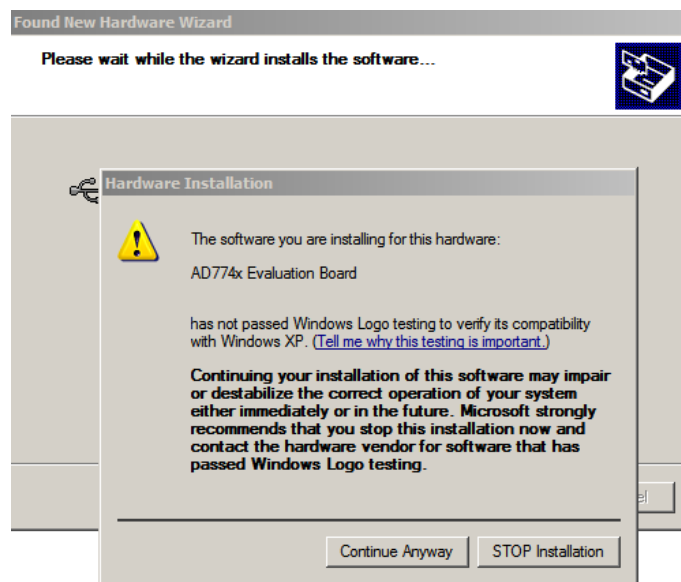 Found New Hardware Wizard
Please wait while the wizard installs the software...
Hardware Installation
The software you are installing for this hardware:
AD774x Evaluation Board
has not passed Windows Logo testing to verify its compatibility
with Windows XP. (Tell me why this testing is important.)
Continuing your installation of this software may impair
or destabilize the correct operation of your system
either immediately or in the future. Microsoft strongly
recommends that you stop this installation now and
contact the hardware vendor for software that has
passed Windows Logo testing.
Continue Anyway
STOP Installation